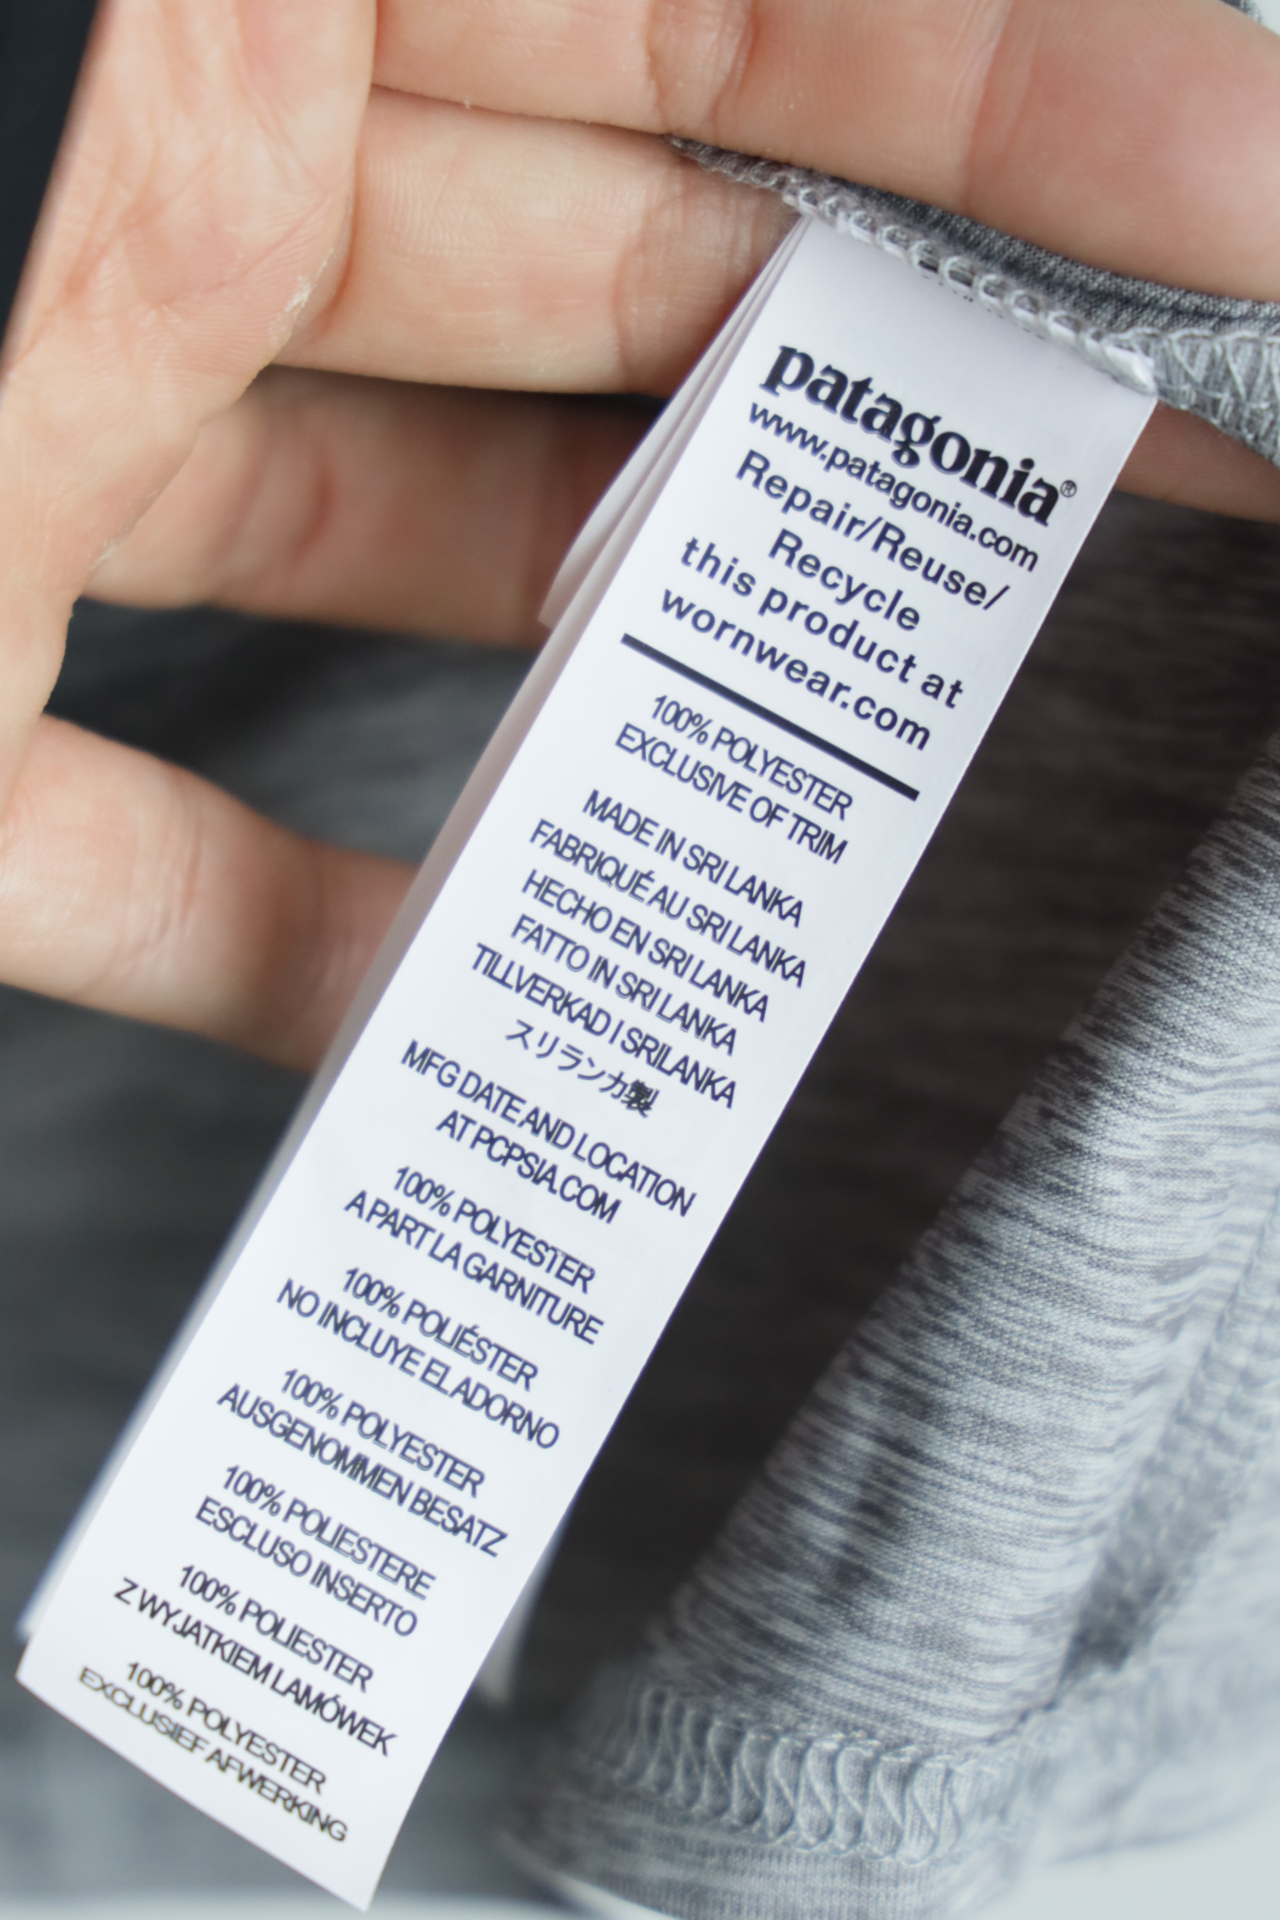 patagonia®
www.patagonia.com
Repair/Reuse/
Recycle
this product at
wornwear.com
100% POLYESTER
EXCLUSIVE OF TRIM
MADE IN SRI LANKA
FABRIQUÉ AU SRI LANKA
HECHO EN SRI LANKA
FATTO IN SRI LANKA
TILLVERKAD I SRILANKA
スリランカ製
MFG DATE AND LOCATION
AT PCPSIA.COM
100% POLYESTER
A PART LA GARNITURE
100% POLIÉSTER
NO INCLUYE EL ADORNO
100% POLYESTER
AUSGENOMMEN BESATZ
100% POLIESTERE
ESCLUSO INSERTO
100% POLIESTER
Z WYJATKIEM LAMÓWEK
100% POLYESTER
EXCLUSIEF AFWERKING